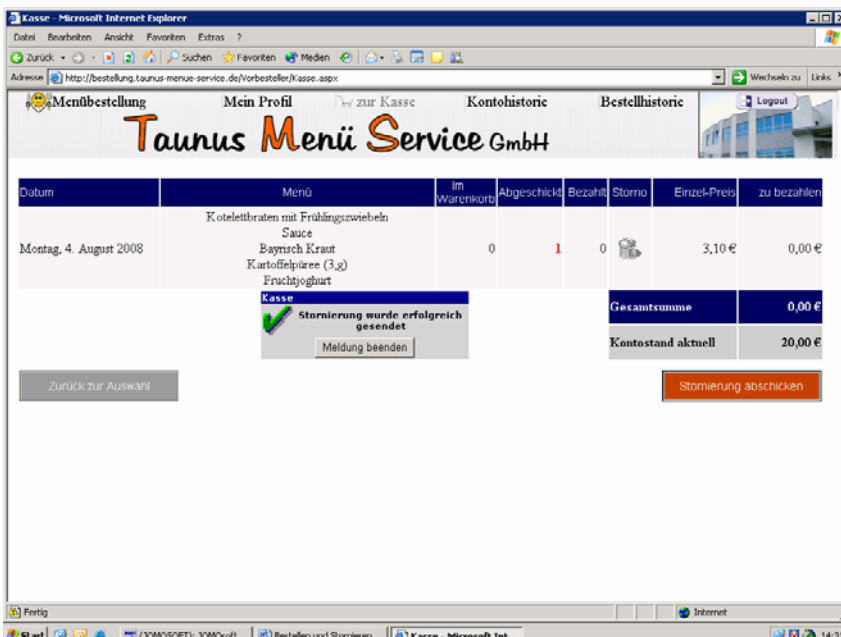 Kasse - Microsoft Internet Explorer
Datei Bearbeiten Ansicht Favoriten Extras ?
Zurück Suchen Favoriten Medien
Adresse http://bestellung.taunus-menue-service.de/Vorbesteller/Kasse.aspx Wechseln zu Links
Menübestellung Mein Profil zur Kasse Kontohistorie Bestellhistorie Logout
Taunus Menü Service GmbH
Datum Menü Im Warenkorb Abgeschickt Bezahlt Storno Einzel-Preis zu bezahlen
Kotelettbraten mit Frühlingszwiebeln
Sauce
Montag, 4. August 2008 Bayrisch Kraut 0 1 0 3,10 € 0,00 €
Kartoffelpüree (3,g)
Fruchtjoghurt
Kasse
Stornierung wurde erfolgreich
gesendet
Meldung beenden
Gesamtsumme 0,00 €
Kontostand aktuell 20,00 €
Zurück zur Auswahl Stornierung abschicken
Fertig Internet
Start (JOMOSOFT): JOMOsoft Bestellen und Stornieren Kasse - Microsoft Int...